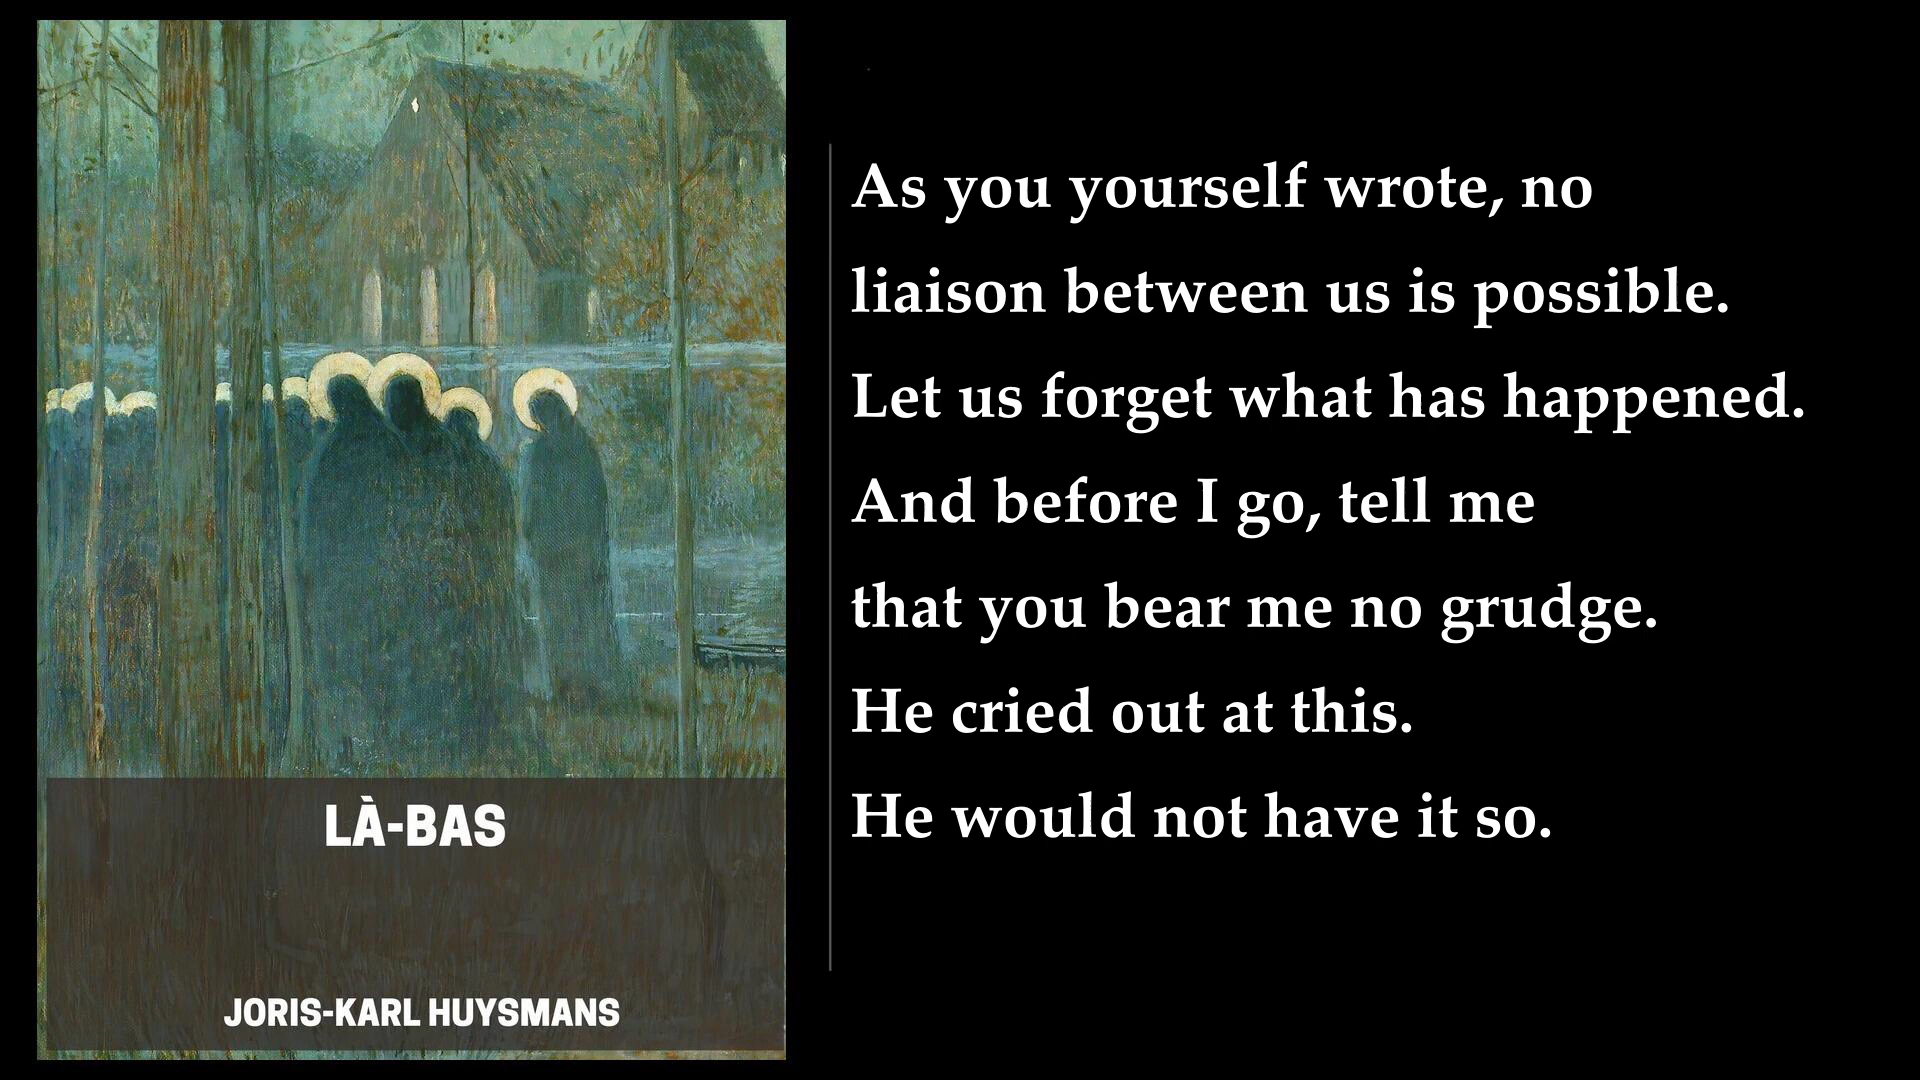 LÀ-BAS
JORIS-KARL HUYSMANS
As you yourself wrote, no
liaison between us is possible.
Let us forget what has happened.
And before I go, tell me
that you bear me no grudge.
He cried out at this.
He would not have it so.